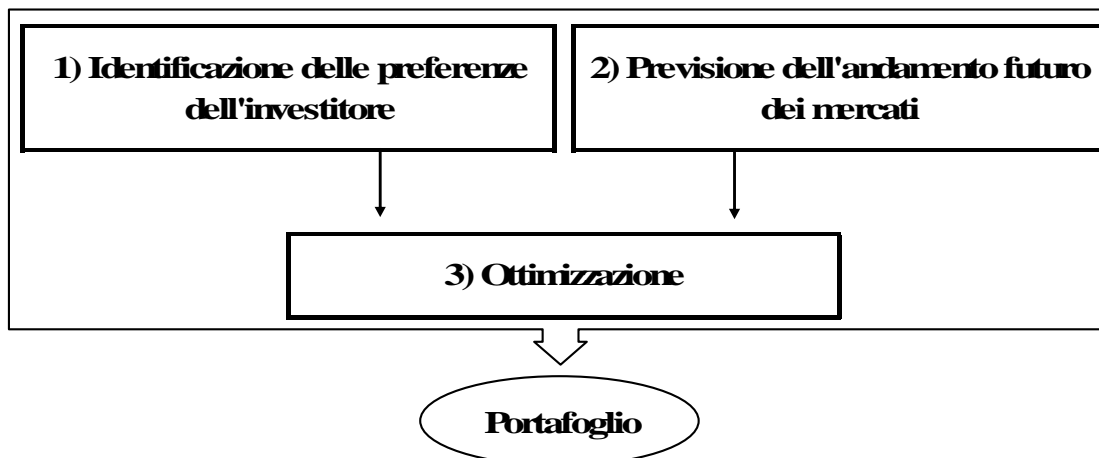 1) Identificazione delle preferenze
dell'investitore
2) Previsione dell'andamento futuro
dei mercati
3) Ottimizzazione
Portafoglio